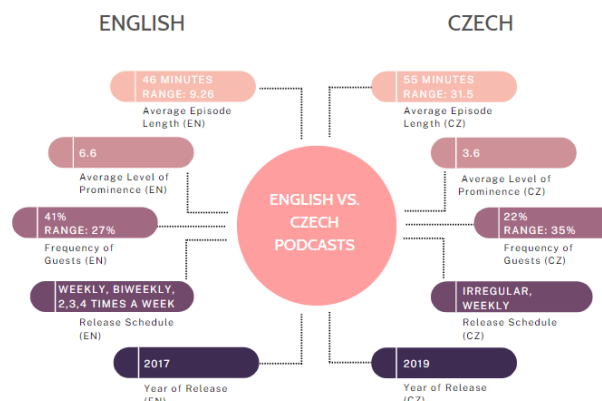 ENGLISH
CZECH
46 MINUTES
RANGE: 9.26
Average Episode
Length (EN)
55 MINUTES
RANGE: 31.5
Average Episode
Length (CZ)
6.6
Average Level of
Prominence (EN)
3.6
Average Level of
Prominence (CZ)
ENGLISH VS.
CZECH
PODCASTS
41%
RANGE: 27%
Frequency of
Guests (EN)
22%
RANGE: 35%
Frequency of
Guests (CZ)
WEEKLY, BIWEEKLY,
2,3,4 TIMES A WEEK
Release Schedule
(EN)
IRREGULAR,
WEEKLY
Release Schedule
(CZ)
2017
Year of Release
(EN)
2019
Year of Release
(CZ)